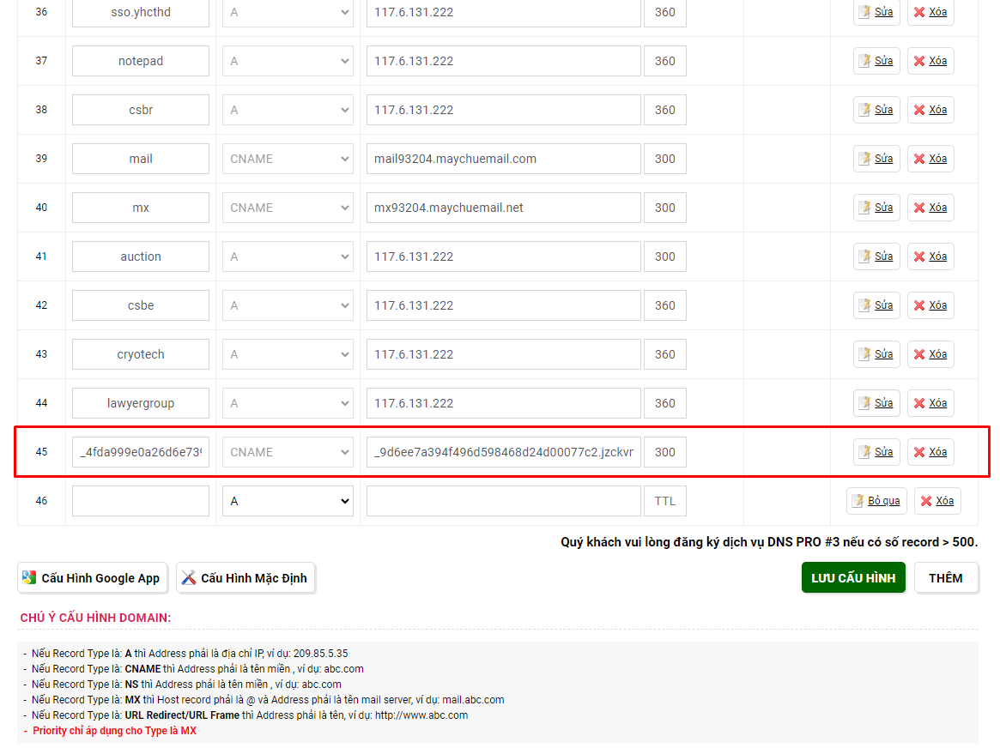 36 sso.yhcthd A 117.6.131.222 360 Sửa Xóa
37 notepad A 117.6.131.222 360 Sửa Xóa
38 csbr A 117.6.131.222 360 Sửa Xóa
39 mail CNAME mail93204.maychuemail.com 300 Sửa Xóa
40 mx CNAME mx93204.maychuemail.net 300 Sửa Xóa
41 auction A 117.6.131.222 300 Sửa Xóa
42 csbe A 117.6.131.222 360 Sửa Xóa
43 cryotech A 117.6.131.222 360 Sửa Xóa
44 lawyergroup A 117.6.131.222 360 Sửa Xóa
45 _4fda999e0a26d6e739 CNAME _9d6ee7a394f496d598468d24d00077c2.jzckvr 300 Sửa Xóa
46 A TTL Bỏ qua Xóa
Quý khách vui lòng đăng ký dịch vụ DNS PRO #3 nếu có số record > 500.
Cấu Hình Google App Cấu Hình Mặc Định LƯU CẤU HÌNH THÊM
CHÚ Ý CẤU HÌNH DOMAIN:
- Nếu Record Type là: A thì Address phải là địa chỉ IP, ví dụ: 209.85.5.35
- Nếu Record Type là: CNAME thì Address phải là tên miền , ví dụ: abc.com
- Nếu Record Type là: NS thì Address phải là tên miền , ví dụ: abc.com
- Nếu Record Type là: MX thì Host record phải là @ và Address phải là tên mail server, ví dụ: mail.abc.com
- Nếu Record Type là: URL Redirect/URL Frame thì Address phải là tên, ví dụ: http://www.abc.com
- Priority chỉ áp dụng cho Type là MX